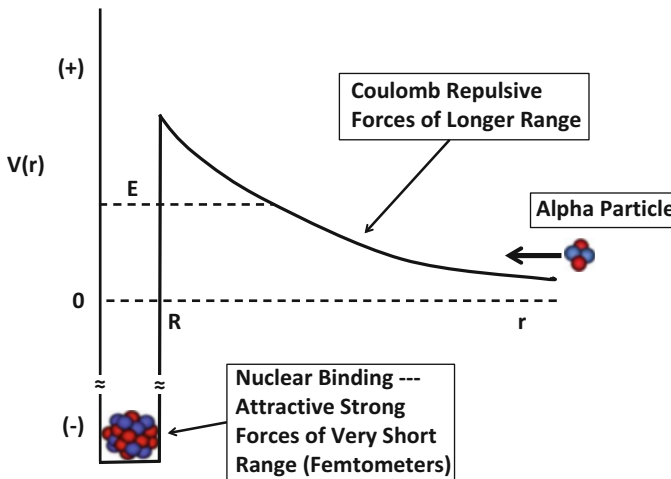 (+)
Coulomb Repulsive
Forces of Longer Range
V(r)
E
Alpha Particle
0
R
r
≈
≈
(-)
Nuclear Binding ---
Attractive Strong
Forces of Very Short
Range (Femtometers)